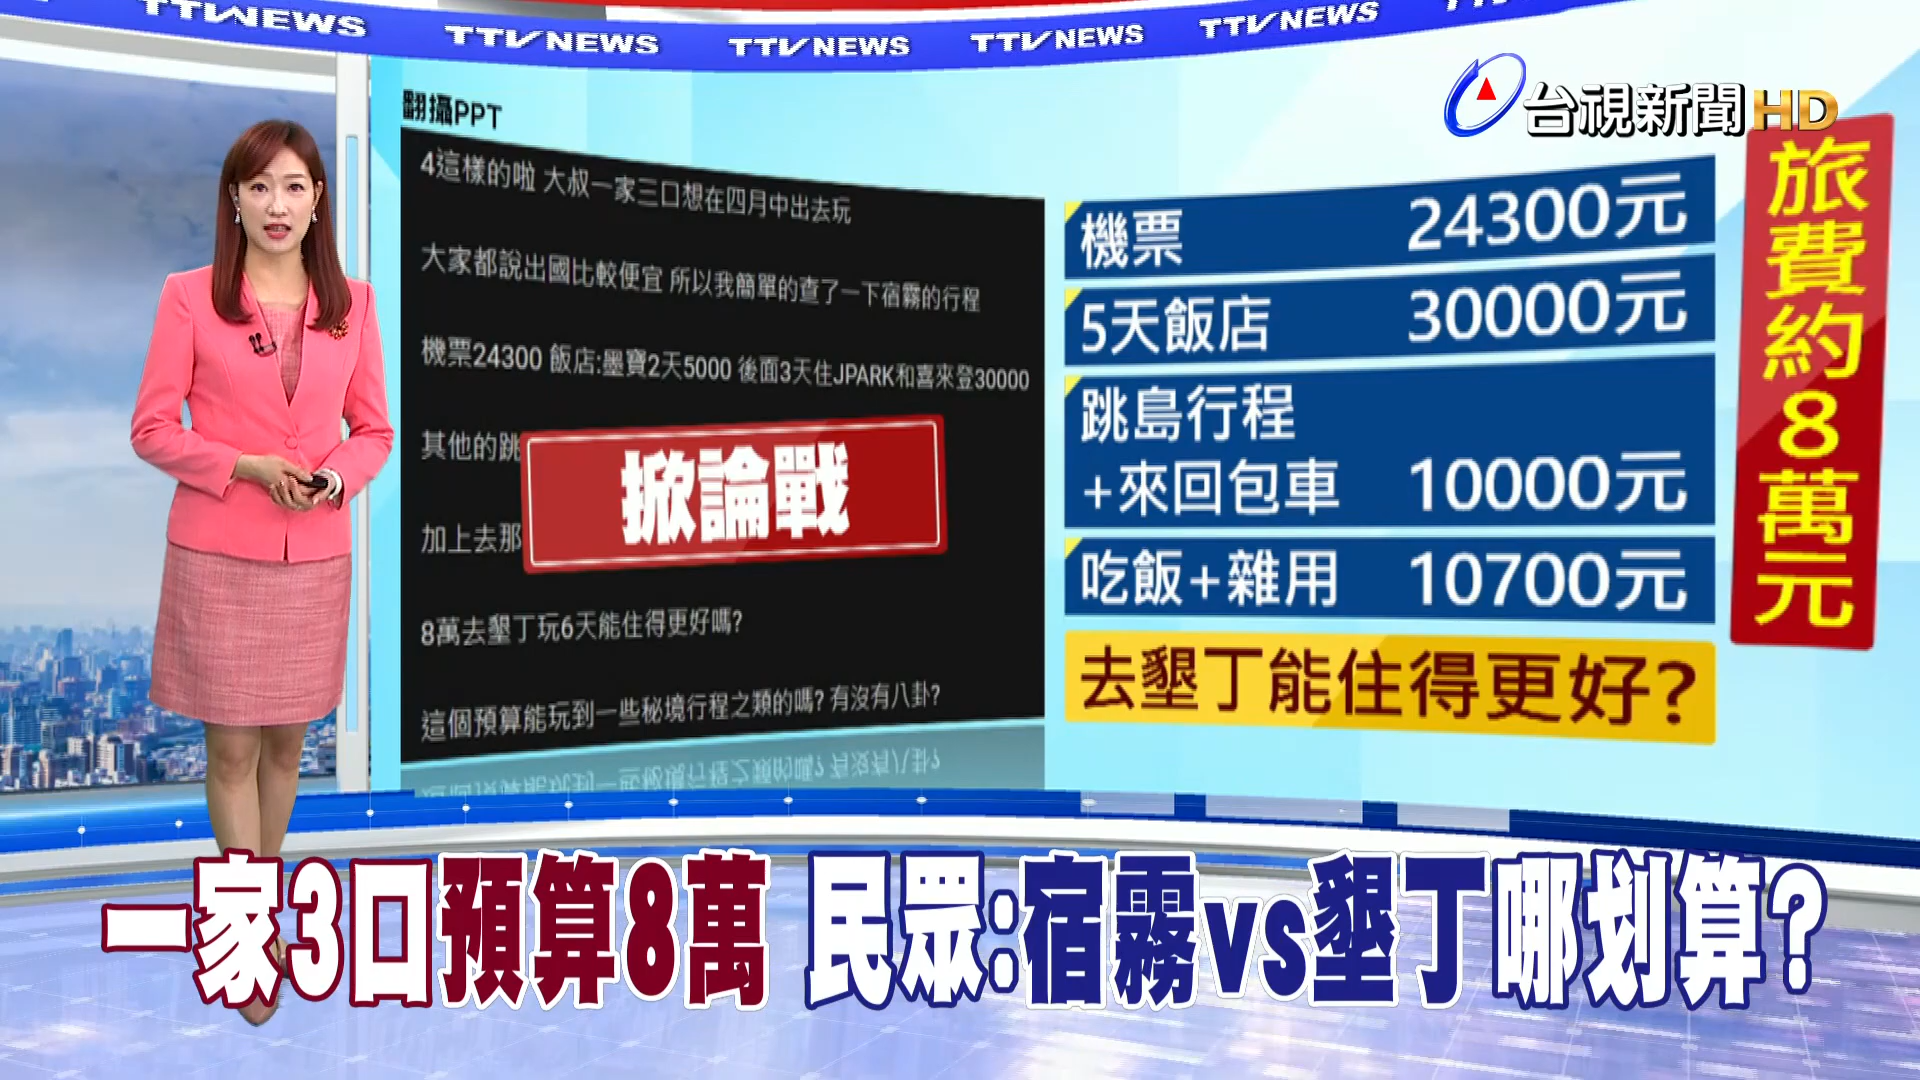 TTV NEWS TTV NEWS TTV NEWS TTV NEWS TTV NEWS
台視新聞HD
翻攝PPT
4這樣的啦 大叔一家三口想在四月中出去玩
大家都說出國比較便宜 所以我簡單的查了一下宿霧的行程
機票24300 飯店:墨寶2天5000 後面3天住JPARK和喜來登30000
其他的跳
掀論戰
加上去那
8萬去墾丁玩6天能住得更好嗎?
這個預算能玩到一些秘境行程之類的嗎? 有沒有八卦?
機票 24300元
5天飯店 30000元
跳島行程
+來回包車 10000元
吃飯+雜用 10700元
去墾丁能住得更好?
旅費約8萬元
一家3口預算8萬 民眾:宿霧vs墾丁哪划算?